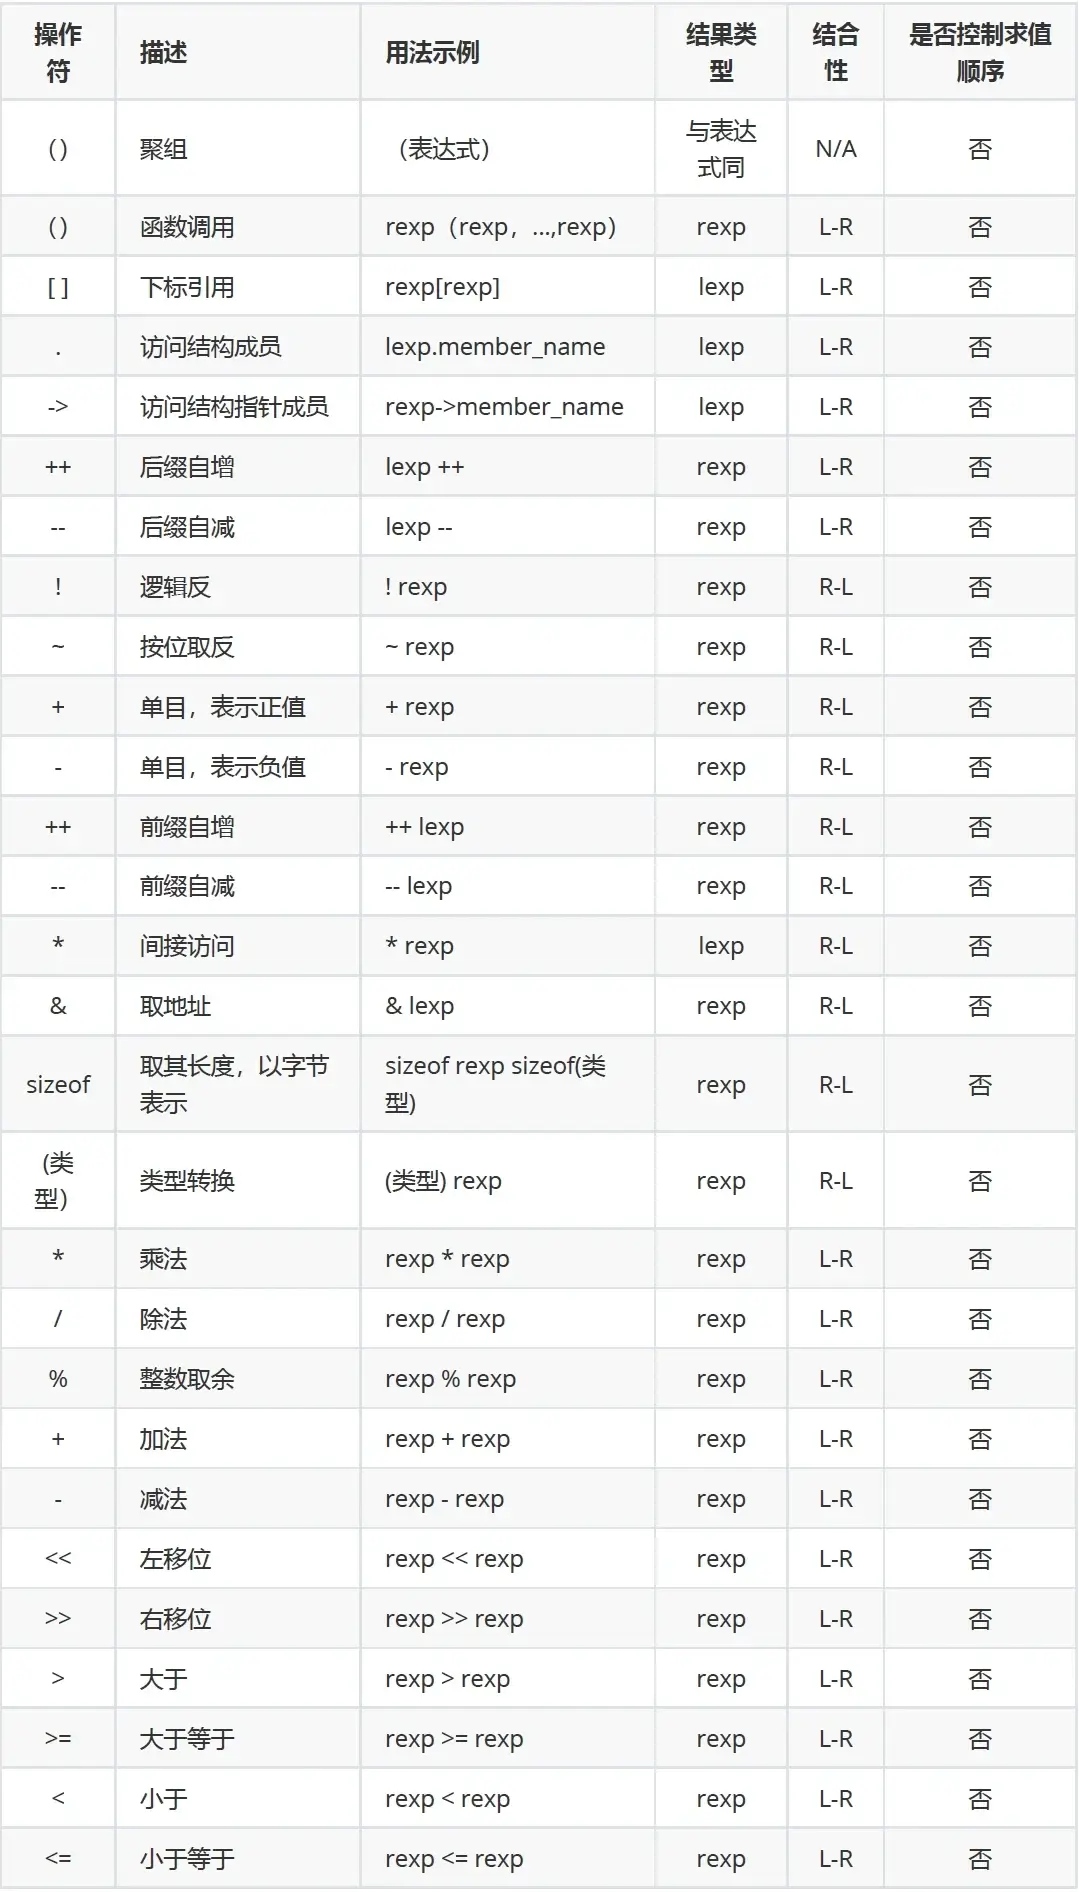 操作符 描述 用法示例 结果类型 结合性 是否控制求值顺序
() 聚组 （表达式） 与表达式同 N/A 否
() 函数调用 rexp（rexp，...,rexp） rexp L-R 否
[ ] 下标引用 rexp[rexp] lexp L-R 否
. 访问结构成员 lexp.member_name lexp L-R 否
-> 访问结构指针成员 rexp->member_name lexp L-R 否
++ 后缀自增 lexp ++ rexp L-R 否
-- 后缀自减 lexp -- rexp L-R 否
! 逻辑反 ! rexp rexp R-L 否
~ 按位取反 ~ rexp rexp R-L 否
+ 单目，表示正值 + rexp rexp R-L 否
- 单目，表示负值 - rexp rexp R-L 否
++ 前缀自增 ++ lexp rexp R-L 否
-- 前缀自减 -- lexp rexp R-L 否
* 间接访问 * rexp lexp R-L 否
& 取地址 & lexp rexp R-L 否
sizeof 取其长度，以字节表示 sizeof rexp sizeof(类型) rexp R-L 否
(类型） 类型转换 (类型) rexp rexp R-L 否
* 乘法 rexp * rexp rexp L-R 否
/ 除法 rexp / rexp rexp L-R 否
% 整数取余 rexp % rexp rexp L-R 否
+ 加法 rexp + rexp rexp L-R 否
- 减法 rexp - rexp rexp L-R 否
<< 左移位 rexp << rexp rexp L-R 否
>> 右移位 rexp >> rexp rexp L-R 否
> 大于 rexp > rexp rexp L-R 否
>= 大于等于 rexp >= rexp rexp L-R 否
< 小于 rexp < rexp rexp L-R 否
<= 小于等于 rexp <= rexp rexp L-R 否